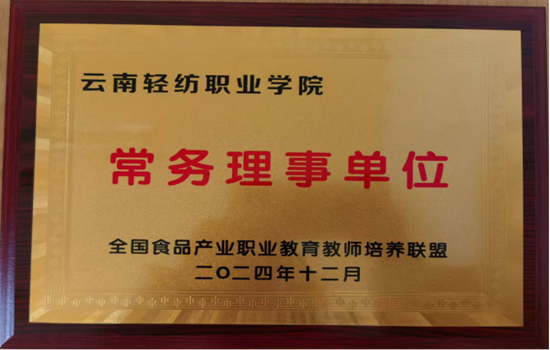 云南轻纺职业学院
常务理事单位
全国食品产业职业教育教师培养联盟
二〇二四年十二月